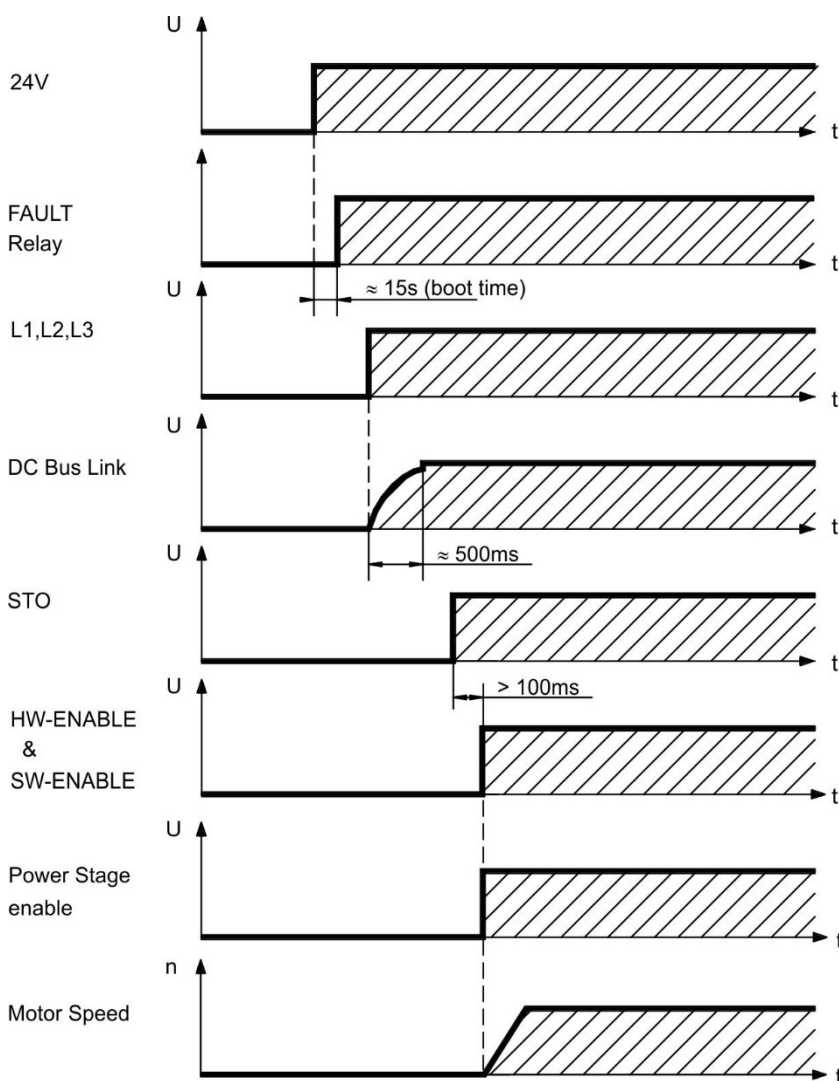 U
24V
t
FAULT
Relay
t
≈ 15s (boot time)
U
L1,L2,L3
t
U
DC Bus Link
t
≈ 500ms
U
STO
t
> 100ms
U
HW-ENABLE
&
SW-ENABLE
t
U
Power Stage
enable
t
n
Motor Speed
t